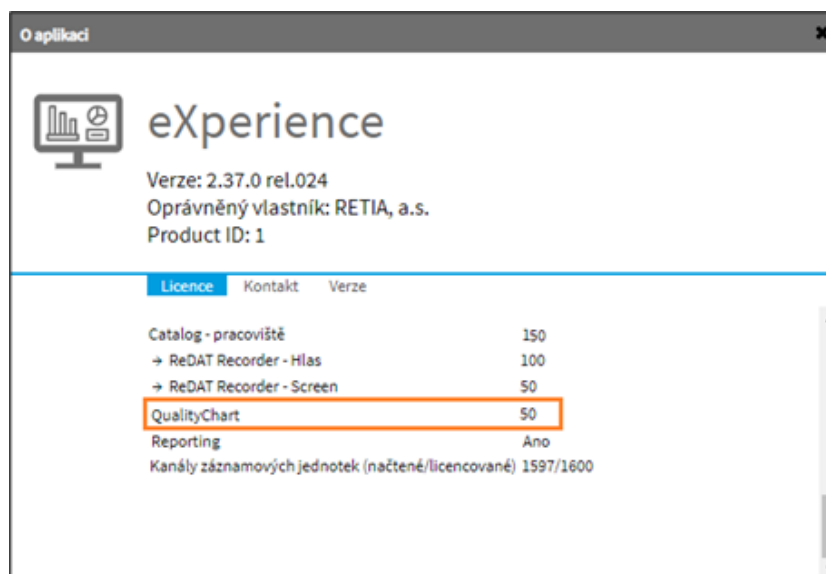 O aplikaci
eXperience
Verze: 2.37.0 rel.024
Oprávněný vlastník: RETIA, a.s.
Product ID: 1
Licence Kontakt Verze
Catalog - pracoviště 150
→ ReDAT Recorder - Hlas 100
→ ReDAT Recorder - Screen 50
QualityChart 50
Reporting Ano
Kanály záznamových jednotek (načtené/licencované) 1597/1600